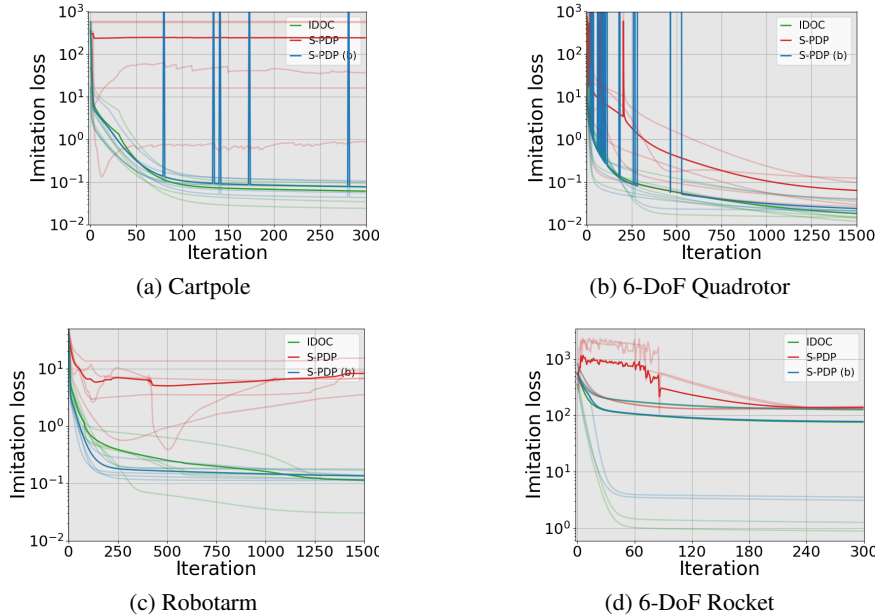 10³
10²
10¹
10⁰
10⁻¹
10⁻²
Imitation loss
0 50 100 150 200 250 300
Iteration
IDOC
S-PDP
S-PDP (b)
(a) Cartpole
10³
10²
10¹
10⁰
10⁻¹
10⁻²
Imitation loss
0 250 500 750 1000 1250 1500
Iteration
IDOC
S-PDP
S-PDP (b)
(b) 6-DoF Quadrotor
10¹
10⁰
10⁻¹
10⁻²
Imitation loss
0 250 500 750 1000 1250 1500
Iteration
IDOC
S-PDP
S-PDP (b)
(c) Robotarm
10³
10²
10¹
10⁰
Imitation loss
0 60 120 180 240 300
Iteration
IDOC
S-PDP
S-PDP (b)
(d) 6-DoF Rocket